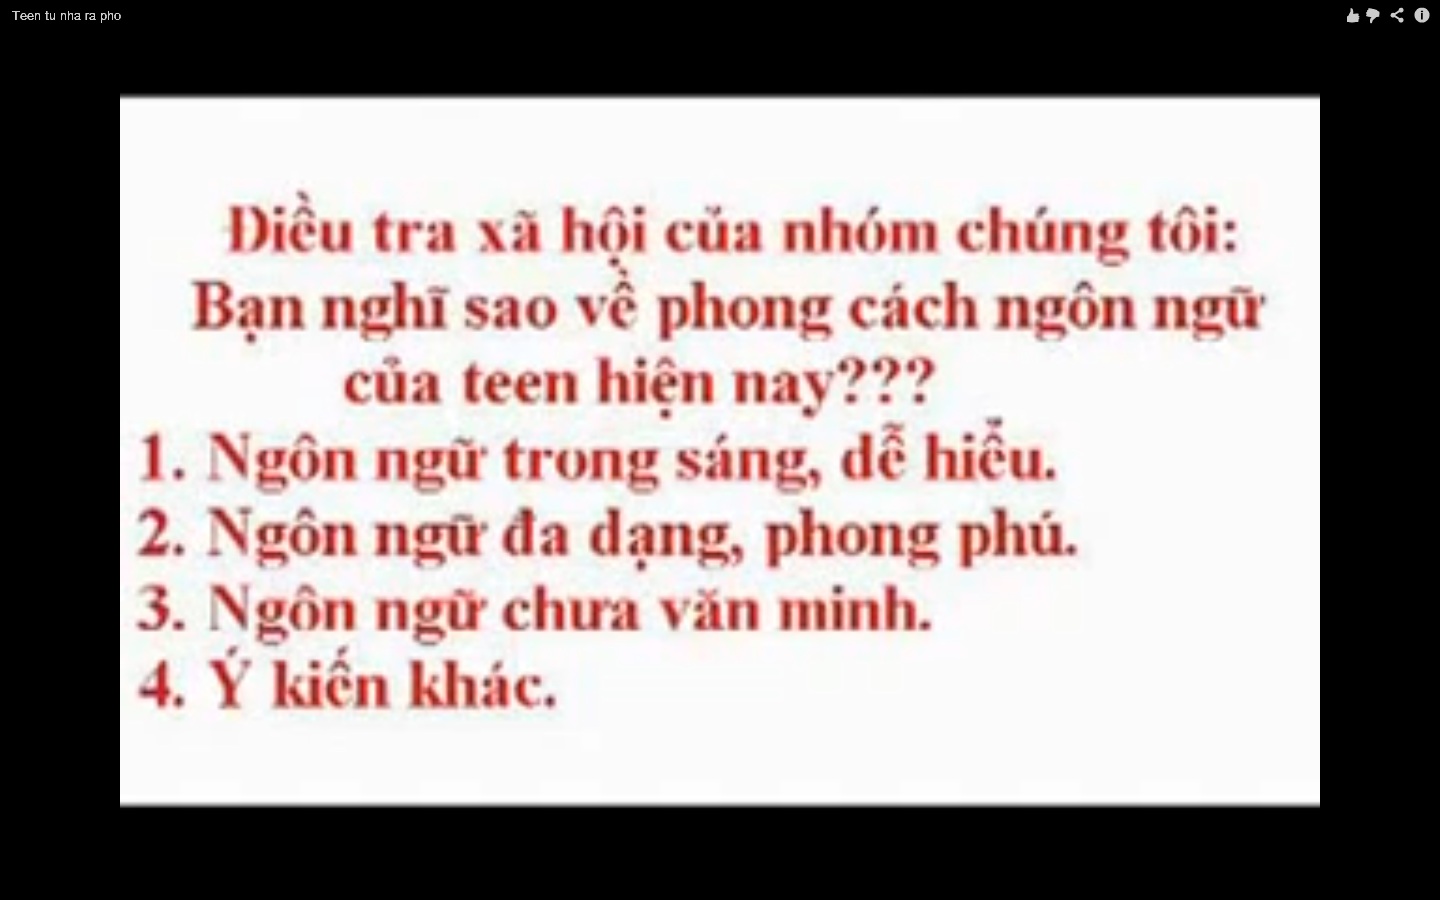 Teen tu nha ra pho
Điều tra xã hội của nhóm chúng tôi:
Bạn nghĩ sao về phong cách ngôn ngữ
của teen hiện nay???
1. Ngôn ngữ trong sáng, dễ hiểu.
2. Ngôn ngữ đa dạng, phong phú.
3. Ngôn ngữ chưa văn minh.
4. Ý kiến khác.